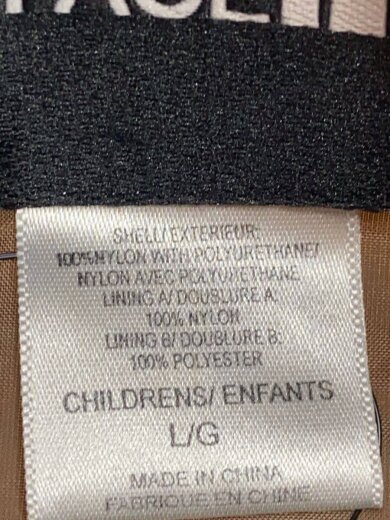 FACE
SHELL/ EXTERIEUR:
100%NYLON WITH POLYURETHANE/
NYLON AVEC POLYURETHANE
LINING A/ DOUBLURE A:
100% NYLON
LINING B/ DOUBLURE B:
100% POLYESTER
CHILDRENS/ ENFANTS
L/G
MADE IN CHINA
FABRIQUE EN CHINE